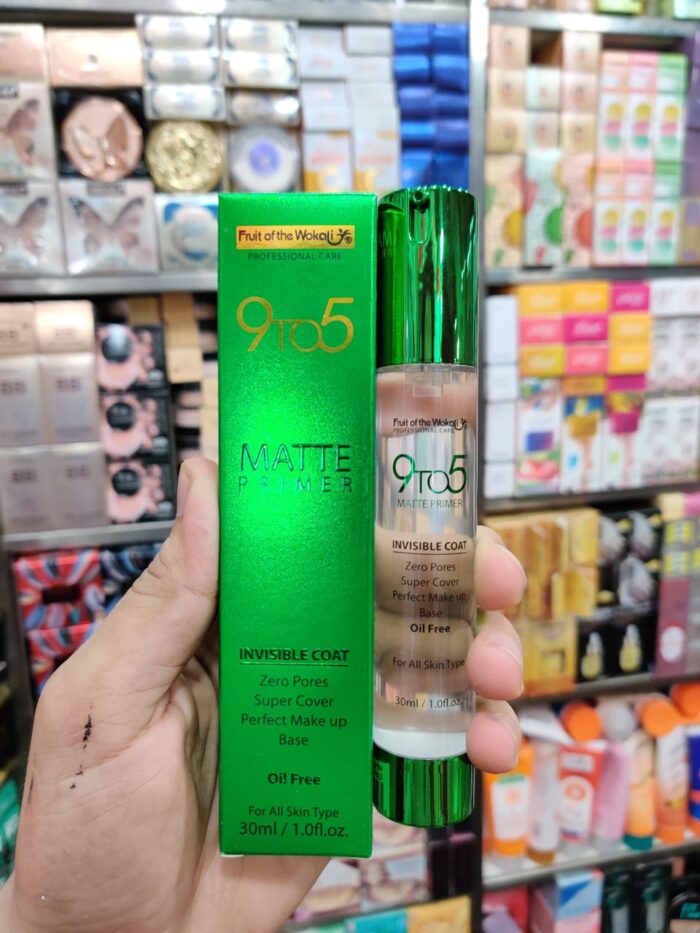 Fruit of the Wokali
PROFESSIONAL CARE
9TO5
MATTE
PRIMER
INVISIBLE COAT
Zero Pores
Super Cover
Perfect Make up
Base
Oil Free
For All Skin Type
30ml / 1.0fl.oz.
Fruit of the Wokali
PROFESSIONAL CARE
9TO5
MATTE PRIMER
INVISIBLE COAT
Zero Pores
Super Cover
Perfect Make up
Base
Oil Free
For All Skin Type
30ml / 1.0fl.oz.
BB
BB